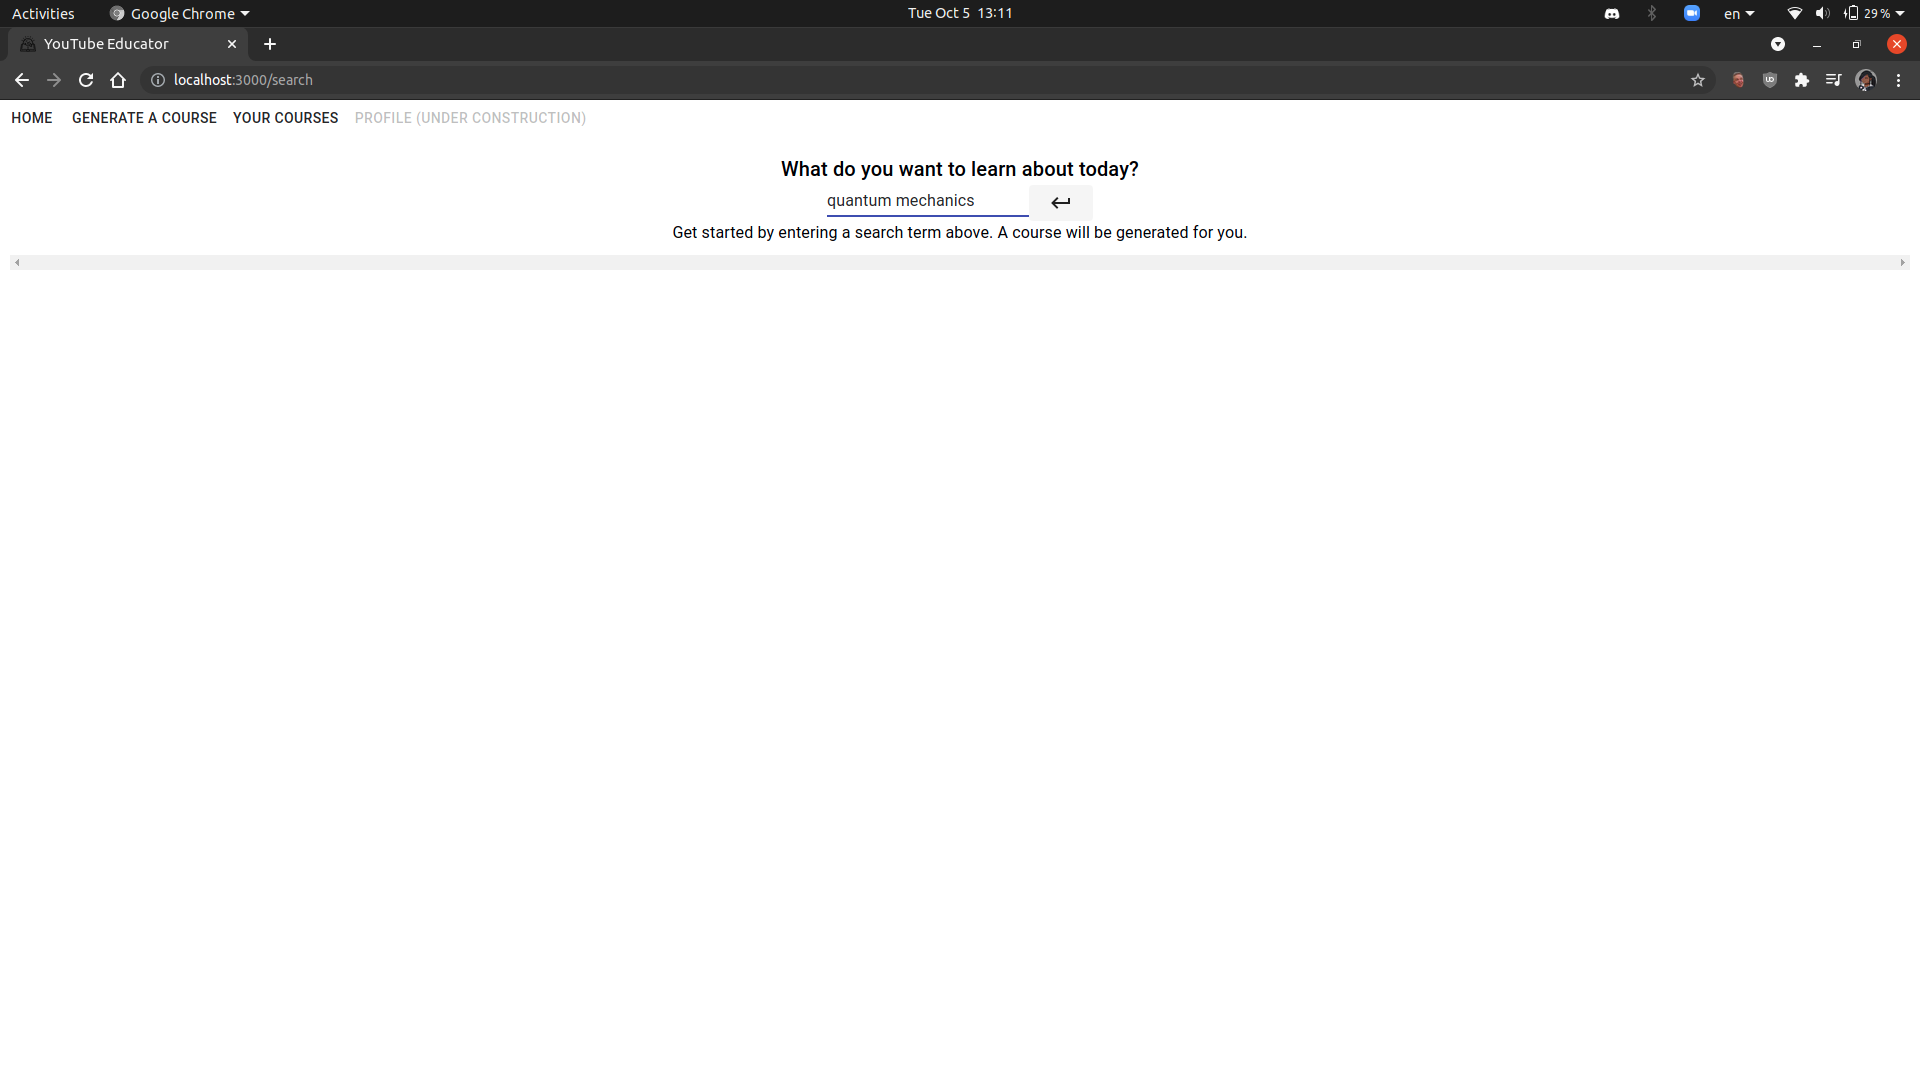 Activities Google Chrome Tue Oct 5 13:11 en 29 %
YouTube Educator
localhost:3000/search
HOME GENERATE A COURSE YOUR COURSES PROFILE (UNDER CONSTRUCTION)
What do you want to learn about today?
quantum mechanics
Get started by entering a search term above. A course will be generated for you.